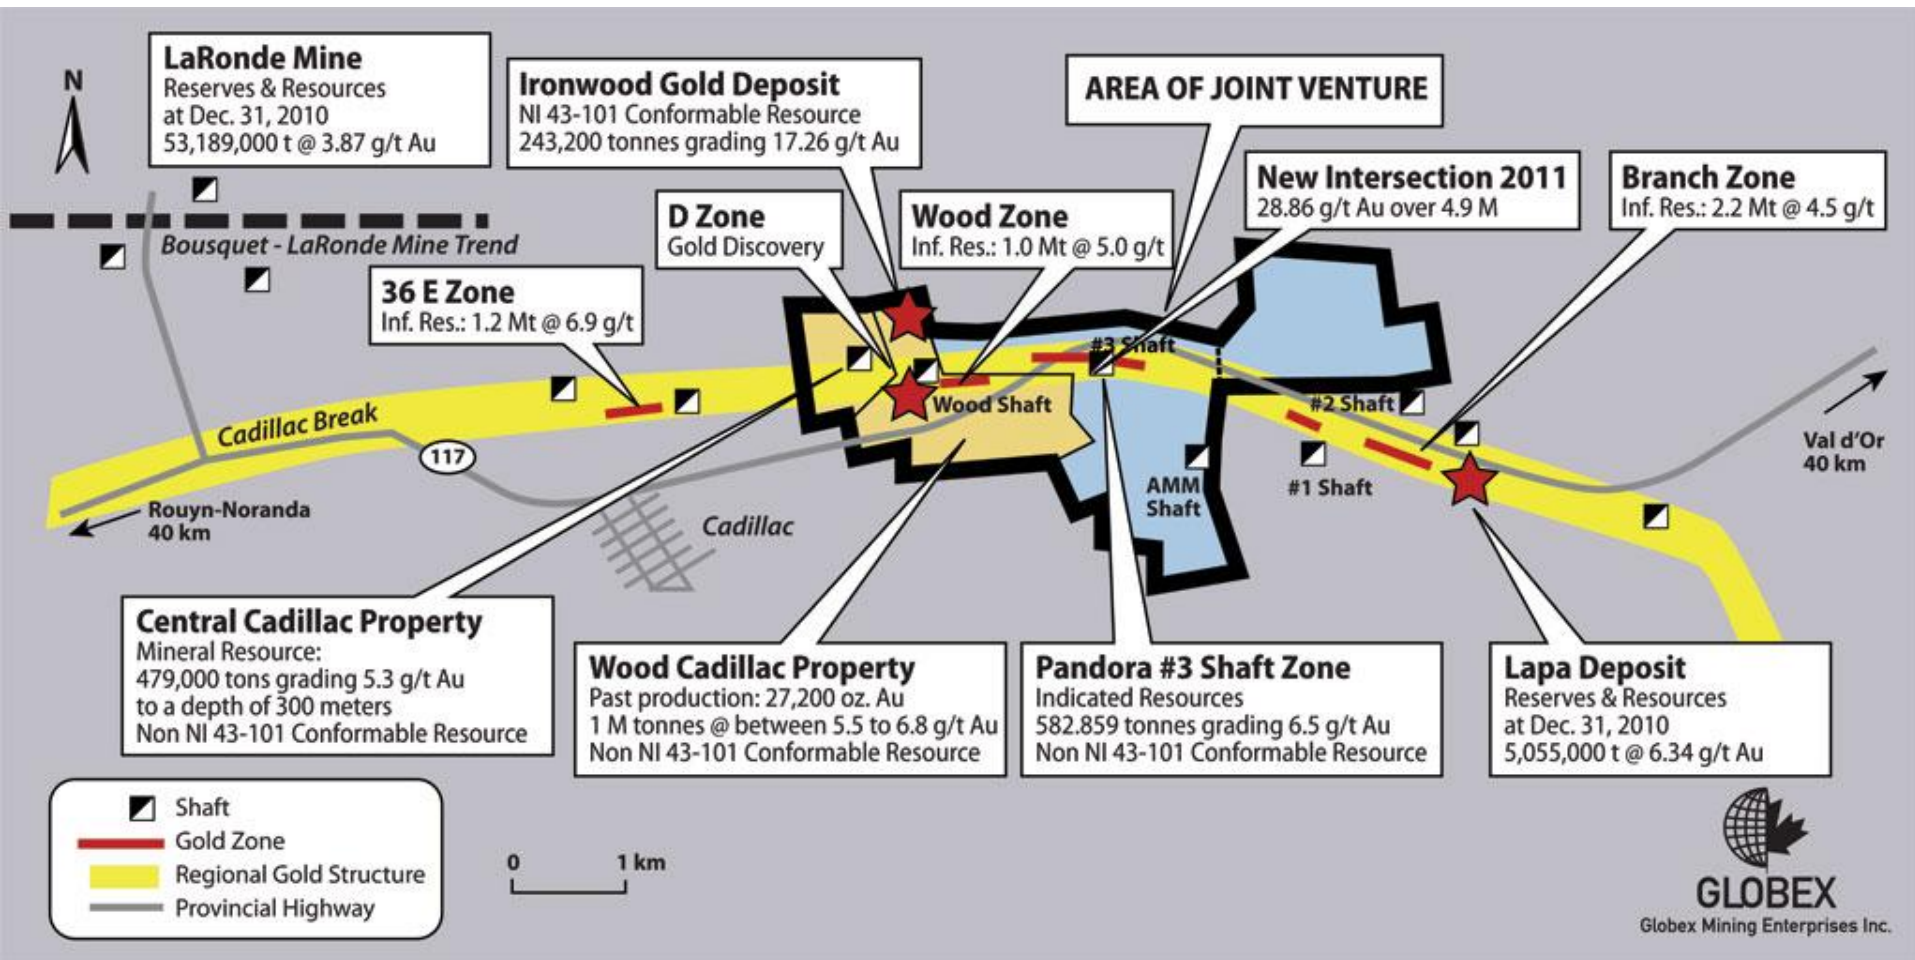 N
LaRonde Mine
Reserves & Resources
at Dec. 31, 2010
53,189,000 t @ 3.87 g/t Au
Ironwood Gold Deposit
NI 43-101 Conformable Resource
243,200 tonnes grading 17.26 g/t Au
AREA OF JOINT VENTURE
New Intersection 2011
28.86 g/t Au over 4.9 M
Branch Zone
Inf. Res.: 2.2 Mt @ 4.5 g/t
D Zone
Gold Discovery
Wood Zone
Inf. Res.: 1.0 Mt @ 5.0 g/t
Bousquet - LaRonde Mine Trend
36 E Zone
Inf. Res.: 1.2 Mt @ 6.9 g/t
#3 Shaft
Cadillac Break
Wood Shaft
#2 Shaft
117
Val d'Or
40 km
AMM
Shaft
#1 Shaft
Rouyn-Noranda
40 km
Cadillac
Central Cadillac Property
Mineral Resource:
479,000 tons grading 5.3 g/t Au
to a depth of 300 meters
Non NI 43-101 Conformable Resource
Wood Cadillac Property
Past production: 27,200 oz. Au
1 M tonnes @ between 5.5 to 6.8 g/t Au
Non NI 43-101 Conformable Resource
Pandora #3 Shaft Zone
Indicated Resources
582.859 tonnes grading 6.5 g/t Au
Non NI 43-101 Conformable Resource
Lapa Deposit
Reserves & Resources
at Dec. 31, 2010
5,055,000 t @ 6.34 g/t Au
Shaft
Gold Zone
Regional Gold Structure
Provincial Highway
0 1 km
GLOBEX
Globex Mining Enterprises Inc.